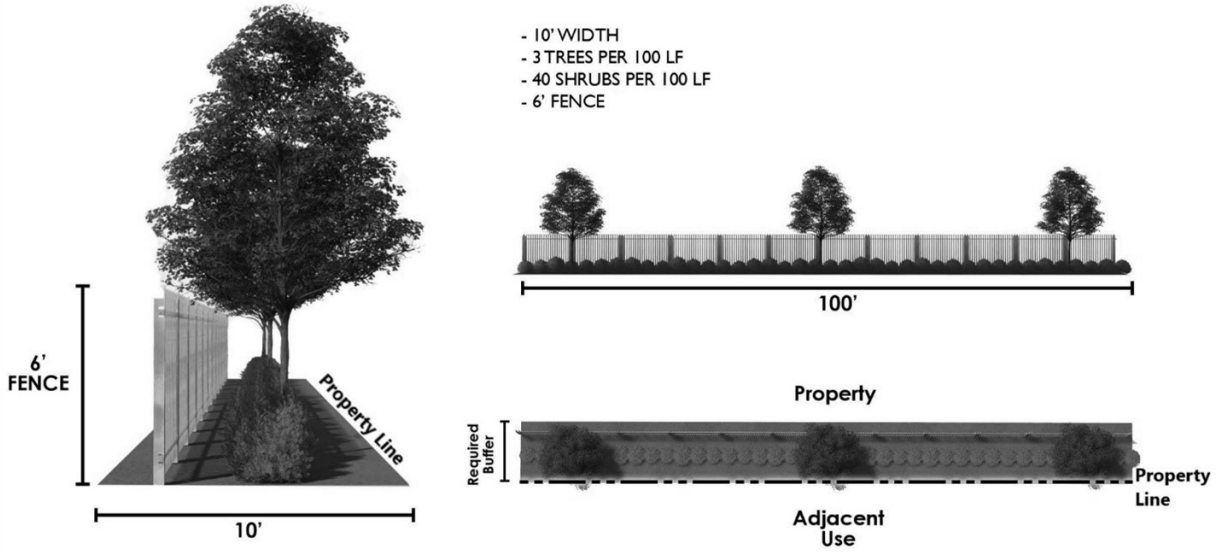 - 10' WIDTH
- 3 TREES PER 100 LF
- 40 SHRUBS PER 100 LF
- 6' FENCE
6'
FENCE
Property Line
10'
100'
Property
Required
Buffer
Property
Line
Adjacent
Use